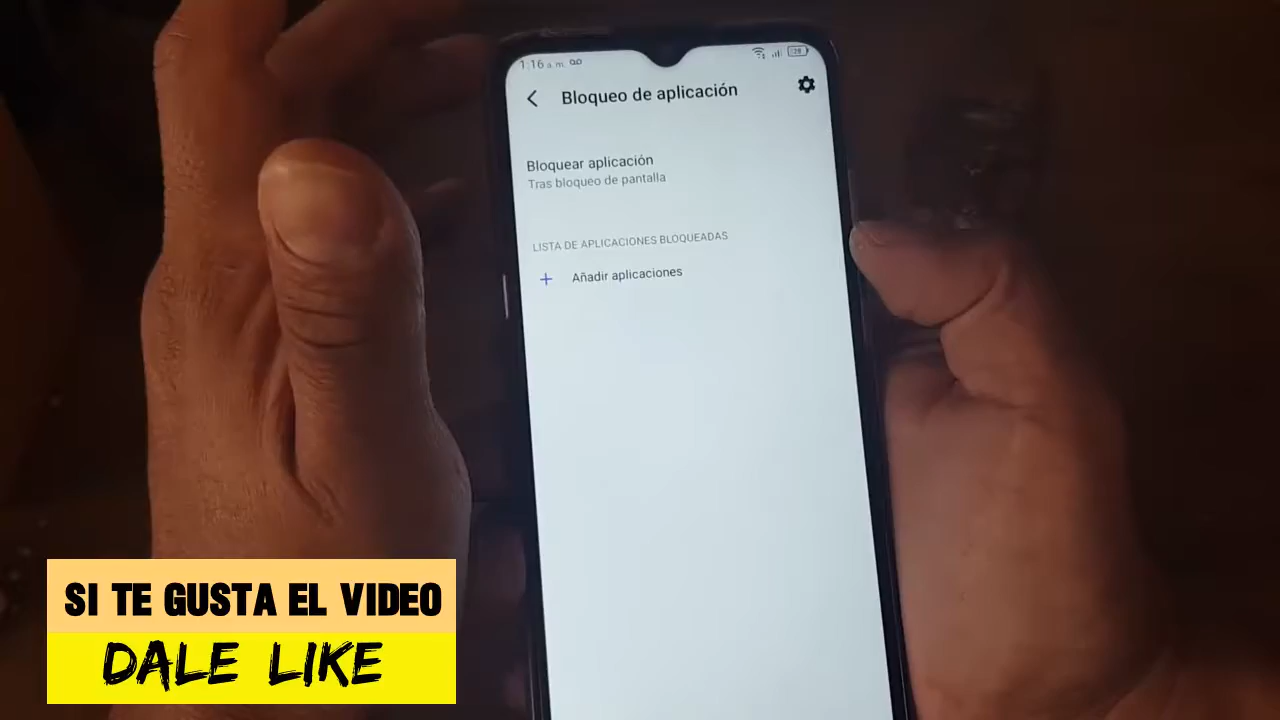 1:16 a.m.
Bloqueo de aplicación
Bloquear aplicación
Tras bloqueo de pantalla
LISTA DE APLICACIONES BLOQUEADAS
+ Añadir aplicaciones
SI TE GUSTA EL VIDEO
DALE LIKE